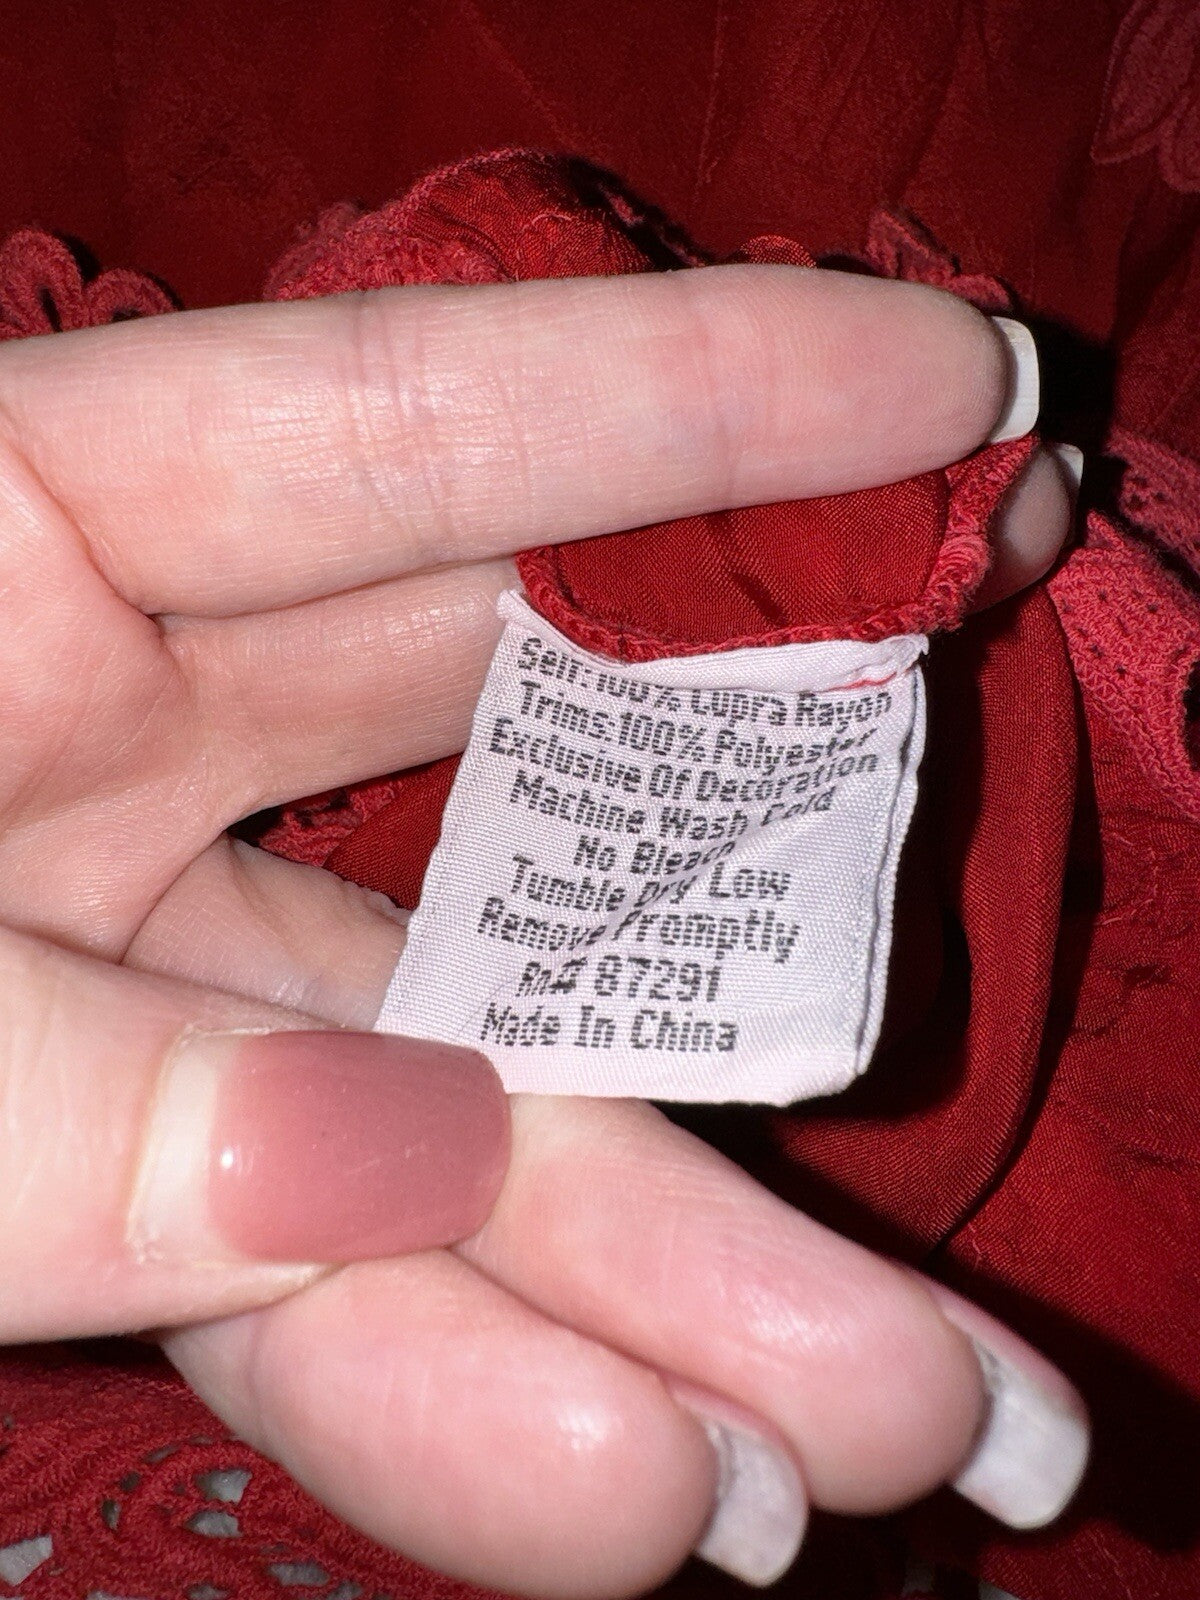 Self:100% Cupra Rayon
Trims:100% Polyester
Exclusive Of Decoration
Machine Wash Cold
No Bleach
Tumble Dry Low
Remove Promptly
Rn# 87291
Made In China